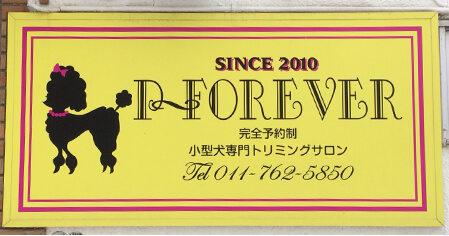 SINCE 2010
P-FOREVER
完全予約制
小型犬専門トリミングサロン
Tel 011-762-5850